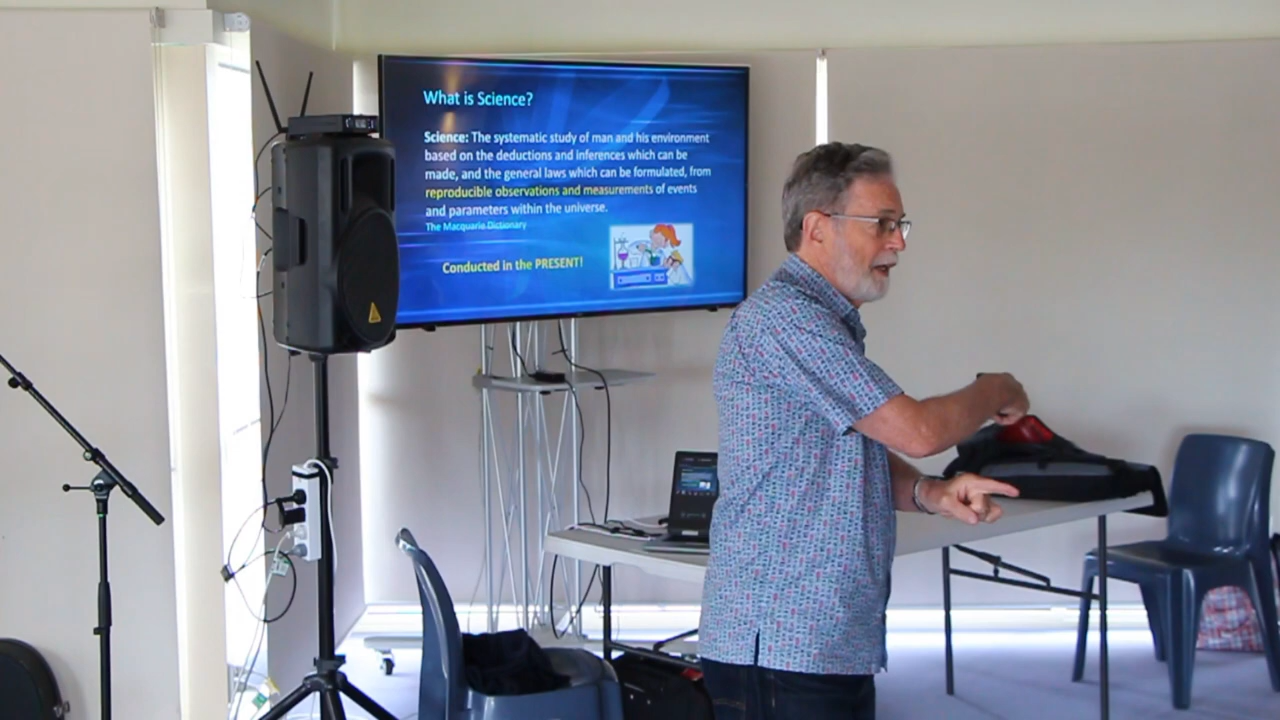 What is Science?
Science: The systematic study of man and his environment
based on the deductions and inferences which can be
made, and the general laws which can be formulated, from
reproducible observations and measurements of events
and parameters within the universe.
The Macquarie Dictionary
Conducted in the PRESENT!